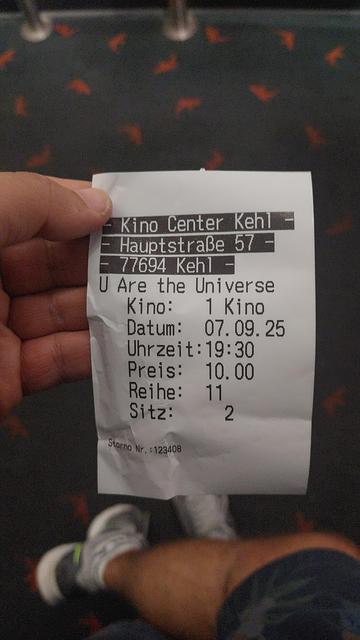 - Kino Center Kehl -
- Hauptstraße 57 -
- 77694 Kehl -
U Are the Universe
Kino: 1 Kino
Datum: 07.09.25
Uhrzeit:19:30
Preis: 10.00
Reihe: 11
Sitz: 2
Storno Nr.:123408